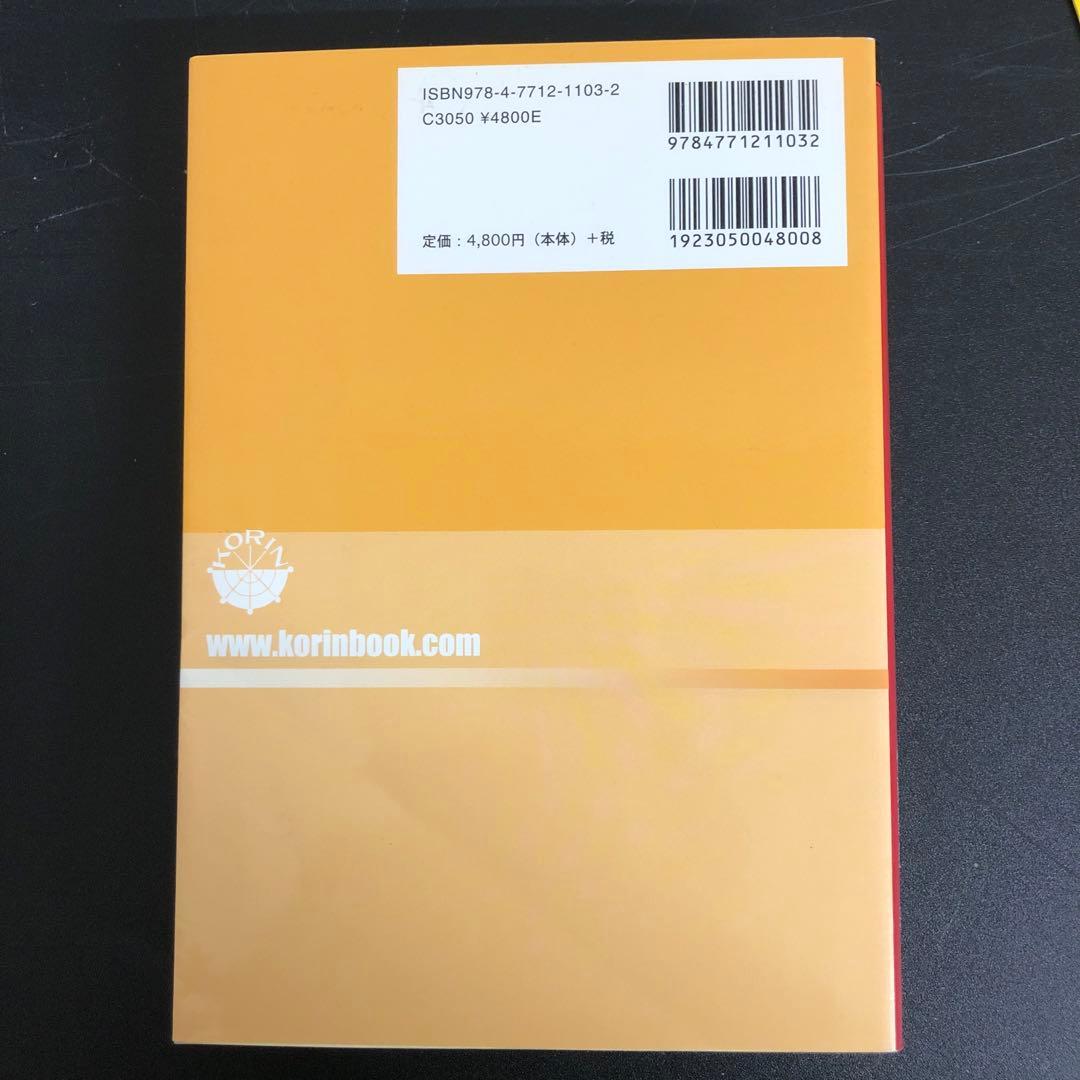 ISBN978-4-7712-1103-2
C3050 ¥4800E
定価：4,800円（本体）＋税
9784771211032
1923050048008
KORIN
www.korinbook.com